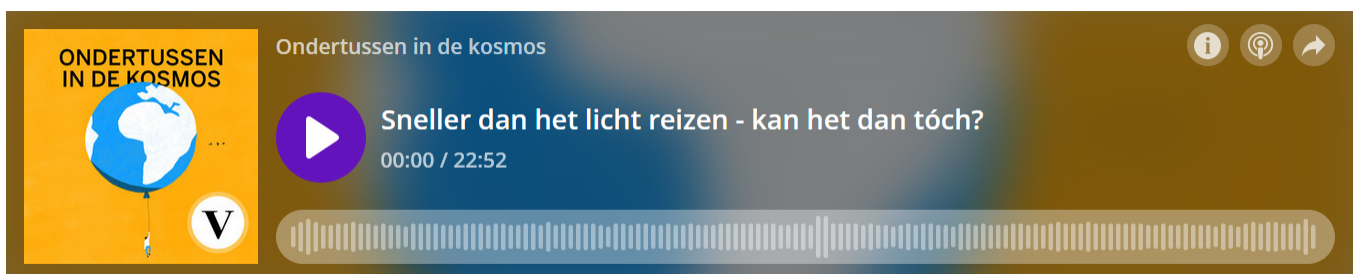 ONDERTUSSEN
IN DE KOSMOS
V
Ondertussen in de kosmos
Sneller dan het licht reizen - kan het dan tóch?
00:00 / 22:52